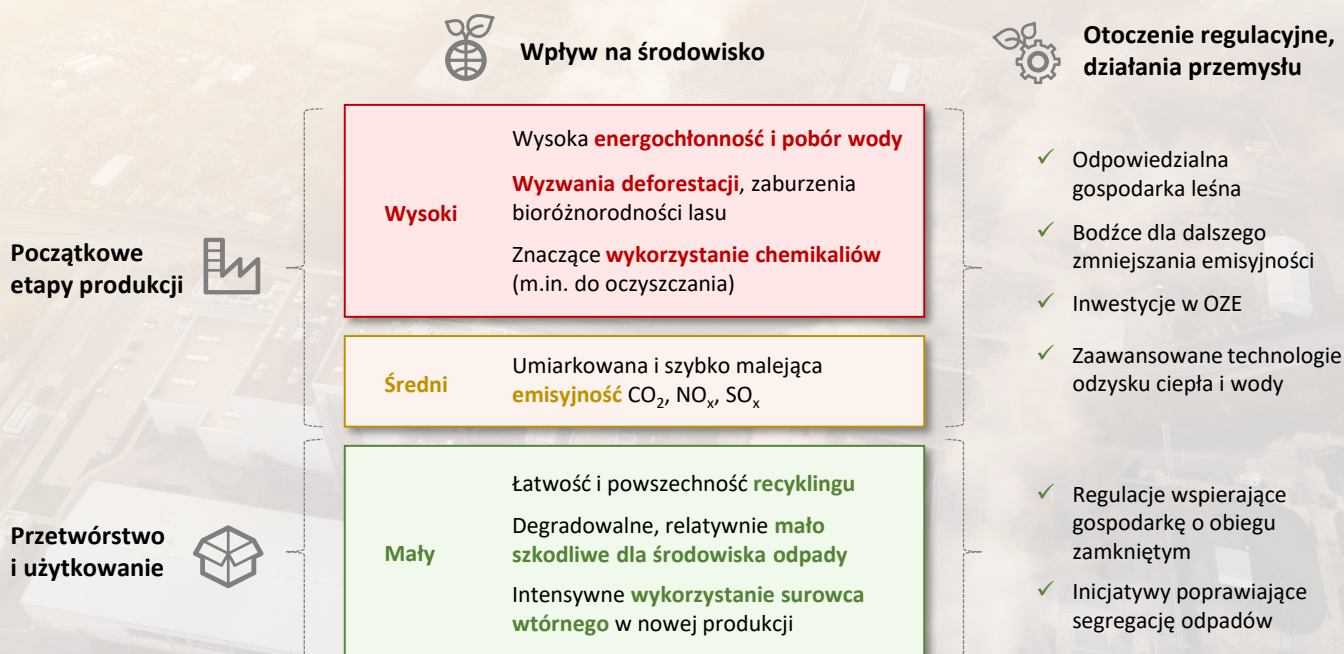 Wpływ na środowisko
Otoczenie regulacyjne,
działania przemysłu
Początkowe
etapy produkcji
Wysoki
Wysoka energochłonność i pobór wody
Wyzwania deforestacji, zaburzenia
bioróżnorodności lasu
Znaczące wykorzystanie chemikaliów
(m.in. do oczyszczania)
Średni
Umiarkowana i szybko malejąca
emisyjność CO₂, NOₓ, SOₓ
✓ Odpowiedzialna
gospodarka leśna
✓ Bodźce dla dalszego
zmniejszania emisyjności
✓ Inwestycje w OZE
✓ Zaawansowane technologie
odzysku ciepła i wody
Przetwórstwo
i użytkowanie
Mały
Łatwość i powszechność recyklingu
Degradowalne, relatywnie mało
szkodliwe dla środowiska odpady
Intensywne wykorzystanie surowca
wtórnego w nowej produkcji
✓ Regulacje wspierające
gospodarkę o obiegu
zamkniętym
✓ Inicjatywy poprawiające
segregację odpadów